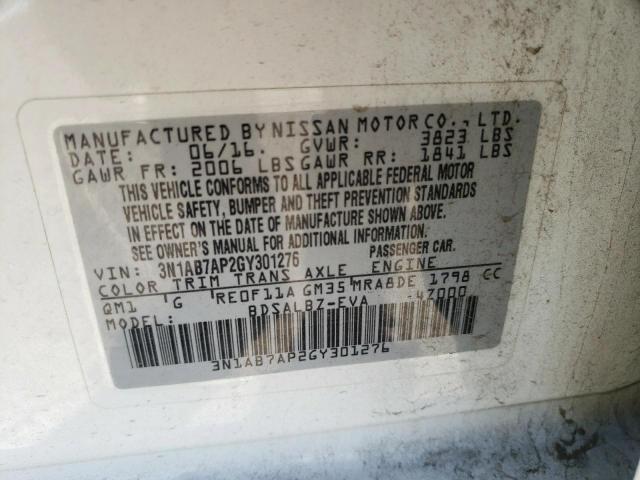 MANUFACTURED BY NISSAN MOTOR CO., LTD.
DATE: 06/16. GVWR: 3823 LBS
GAWR FR: 2006 LBS GAWR RR: 1841 LBS
THIS VEHICLE CONFORMS TO ALL APPLICABLE FEDERAL MOTOR
VEHICLE SAFETY, BUMPER AND THEFT PREVENTION STANDARDS
IN EFFECT ON THE DATE OF MANUFACTURE SHOWN ABOVE.
SEE OWNER'S MANUAL FOR ADDITIONAL INFORMATION.
VIN: 3N1AB7AP2GY301276 PASSENGER CAR.
COLOR TRIM TRANS AXLE ENGINE
QM1 G RE0F11A GM35 MRA8DE 1798 CC
MODEL: BDSALBZ-EVA -47000
3N1AB7AP2GY301276